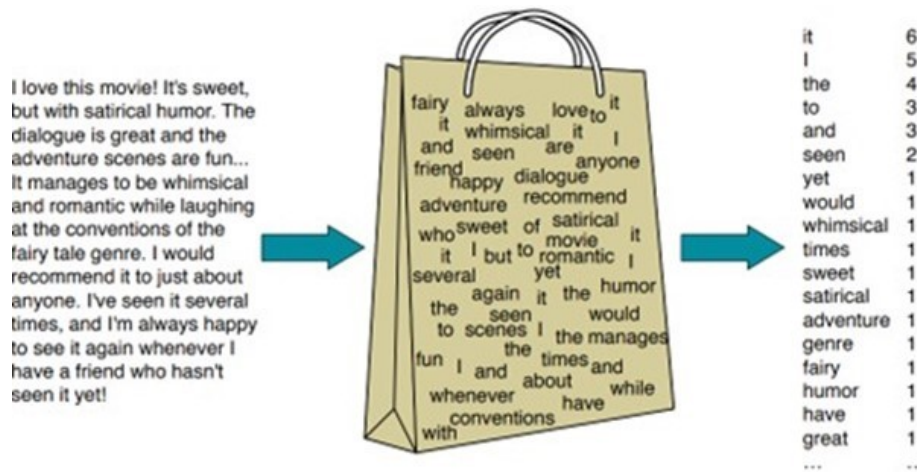 I love this movie! It's sweet,
but with satirical humor. The
dialogue is great and the
adventure scenes are fun...
It manages to be whimsical
and romantic while laughing
at the conventions of the
fairy tale genre. I would
recommend it to just about
anyone. I've seen it several
times, and I'm always happy
to see it again whenever I
have a friend who hasn't
seen it yet!
fairy always love to it
it whimsical it I
and seen are anyone
friend happy dialogue
adventure recommend
who sweet of satirical it
it I but to movie romantic I
several yet
again it the humor
the seen would
to scenes I the manages
fun I and the times and
whenever about while
conventions have
with
it 6
I 5
the 4
to 3
and 3
seen 2
yet 1
would 1
whimsical 1
times 1
sweet 1
satirical 1
adventure 1
genre 1
fairy 1
humor 1
have 1
great 1
... ..